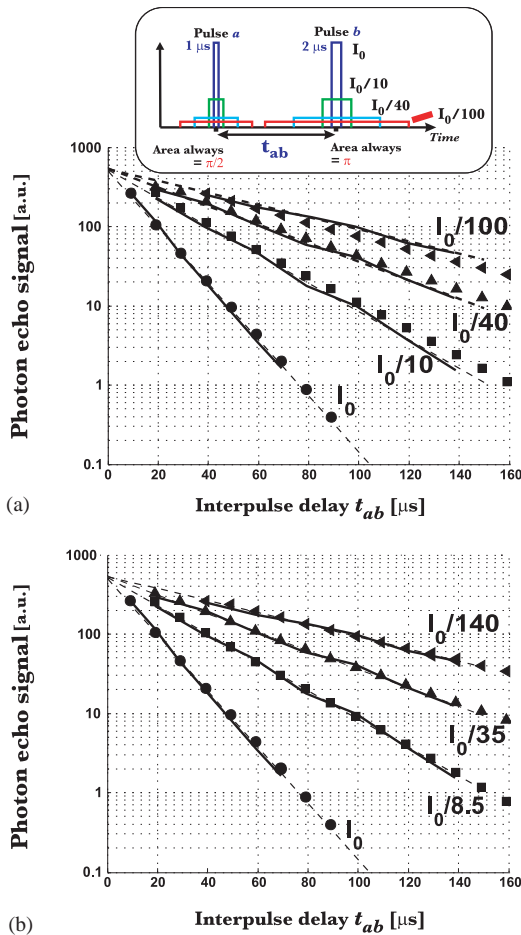 Pulse a
1 μs
Pulse b
2 μs
I0
I0/10
I0/40
I0/100
Time
tab
Area always
= π/2
Area always
= π
1000
100
10
1
0.1
Photon echo signal [a.u.]
I0/100
I0/40
I0/10
I0
0 20 40 60 80 100 120 140 160
(a)
Interpulse delay tab [μs]
1000
100
10
1
0.1
Photon echo signal [a.u.]
I0/140
I0/35
I0/8.5
I0
0 20 40 60 80 100 120 140 160
(b)
Interpulse delay tab [μs]